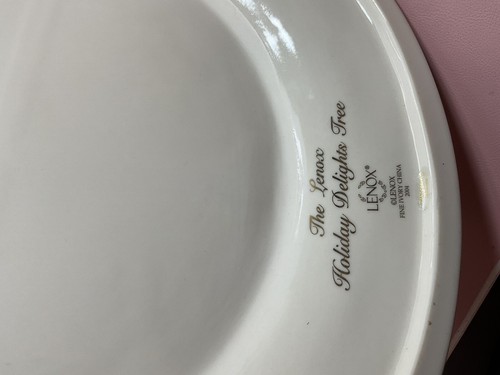 The Lenox
Holiday Delights Tree
LENOX®
©LENOX
FINE IVORY CHINA
2004